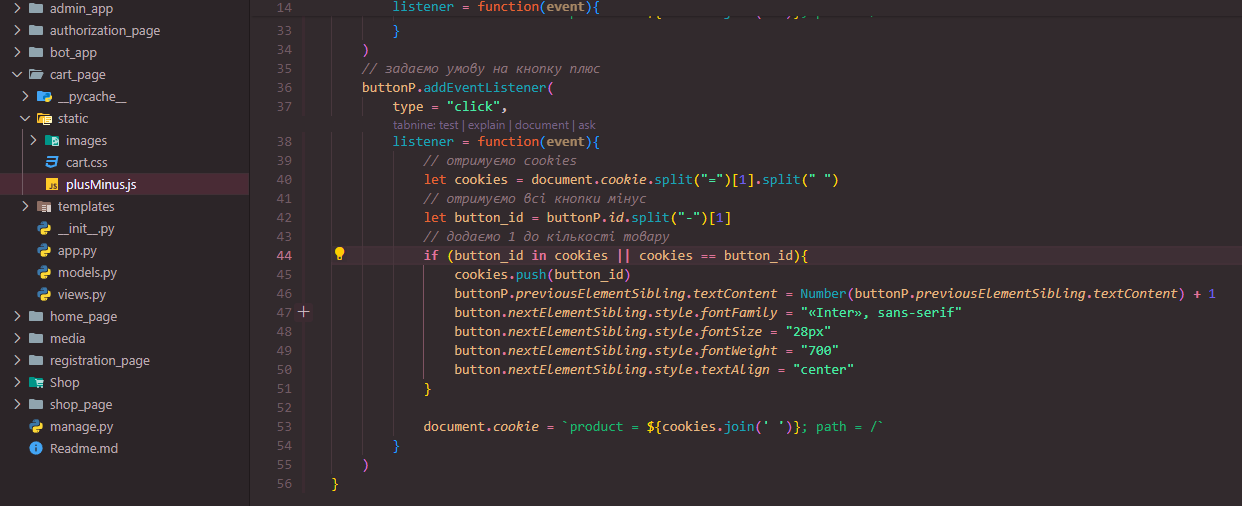 admin_app
authorization_page
bot_app
cart_page
__pycache__
static
images
cart.css
JS plusMinus.js
templates
__init__.py
app.py
models.py
views.py
home_page
media
registration_page
Shop
shop_page
manage.py
Readme.md
14 listener = function(event){
33 }
34 )
35 // задаємо умову на кнопку плюс
36 buttonP.addEventListener(
37 type = "click",
tabnine: test | explain | document | ask
38 listener = function(event){
39 // отримуємо cookies
40 let cookies = document.cookie.split("=")[1].split(" ")
41 // отримуємо всі кнопки мінус
42 let button_id = buttonP.id.split("-")[1]
43 // додаємо 1 до кількості товару
44 if (button_id in cookies || cookies == button_id){
45 cookies.push(button_id)
46 buttonP.previousElementSibling.textContent = Number(buttonP.previousElementSibling.textContent) + 1
47 button.nextElementSibling.style.fontFamily = "«Inter», sans-serif"
48 button.nextElementSibling.style.fontSize = "28px"
49 button.nextElementSibling.style.fontWeight = "700"
50 button.nextElementSibling.style.textAlign = "center"
51 }
52
53 document.cookie = `product = ${cookies.join(' ')}; path = /`
54 }
55 )
56 }